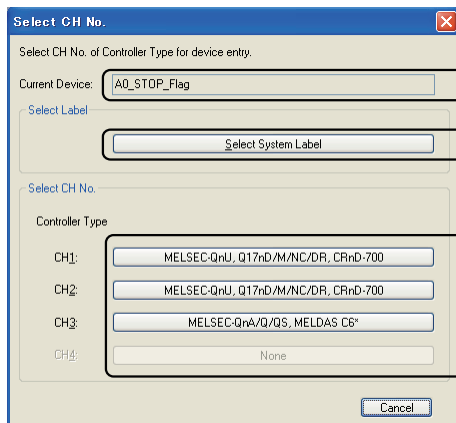 Select CH No.
Select CH No. of Controller Type for device entry.
Current Device: A0_STOP_Flag
Select Label
Select System Label
Select CH No.
Controller Type
CH1: MELSEC-QnU, Q17nD/M/NC/DR, CRnD-700
CH2: MELSEC-QnU, Q17nD/M/NC/DR, CRnD-700
CH3: MELSEC-QnA/Q/QS, MELDAS C6*
CH4: None
Cancel